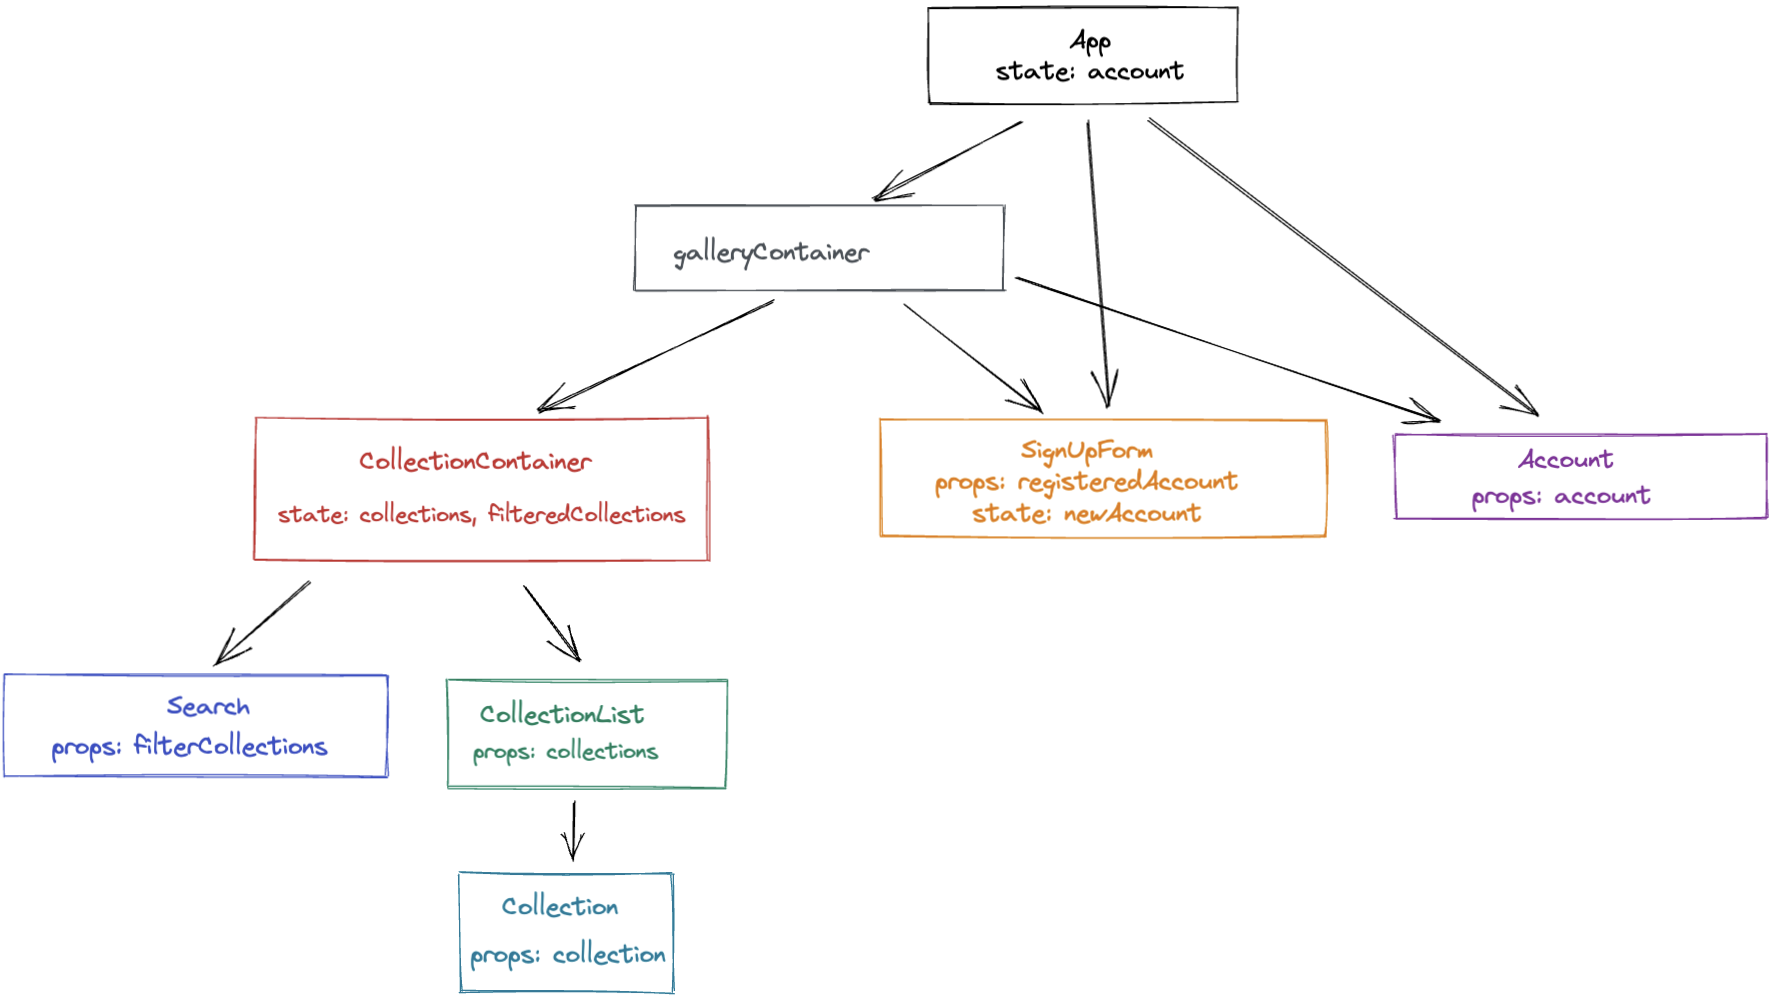 App
state: account
galleryContainer
CollectionContainer
state: collections, filteredCollections
SignUpForm
props: registeredAccount
state: newAccount
Account
props: account
Search
props: filterCollections
CollectionList
props: collections
Collection
props: collection